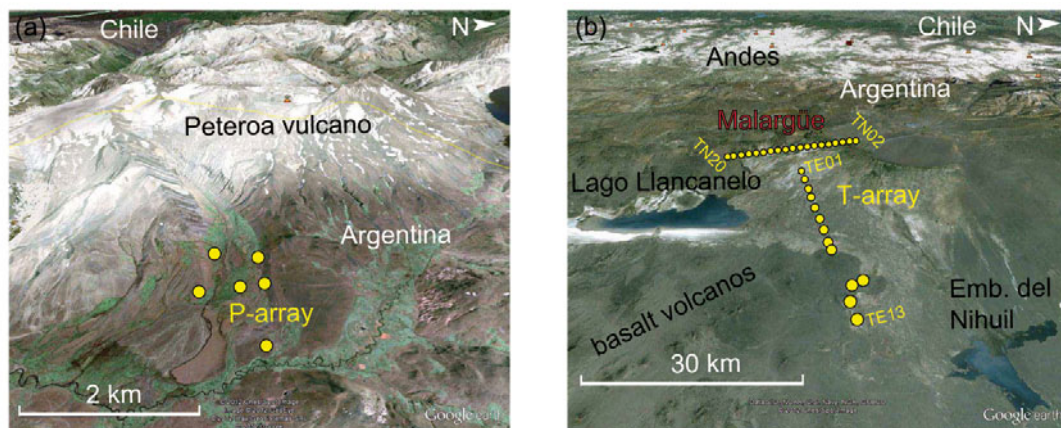 (a)
Chile
N
Peteroa vulcano
Argentina
P-array
2 km
Google earth
(b)
Chile
N
Andes
Argentina
Malargüe
TN02
TN20
TE01
Lago Llancanelo
T-array
basalt volcanos
Emb. del
Nihuil
TE13
30 km
Google earth